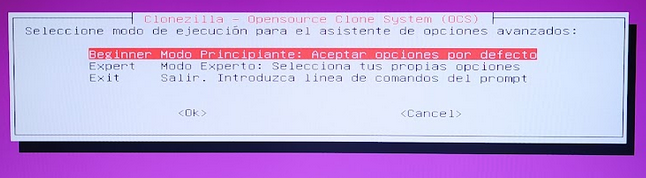 Clonezilla - Opensource Clone System (OCS)
Seleccione modo de ejecución para el asistente de opciones avanzados:
Beginner Modo Principiante: Aceptar opciones por defecto
Expert Modo Experto: Selecciona tus propias opciones
Exit Salir. Introduzca linea de comandos del prompt
<Ok> <Cancel>